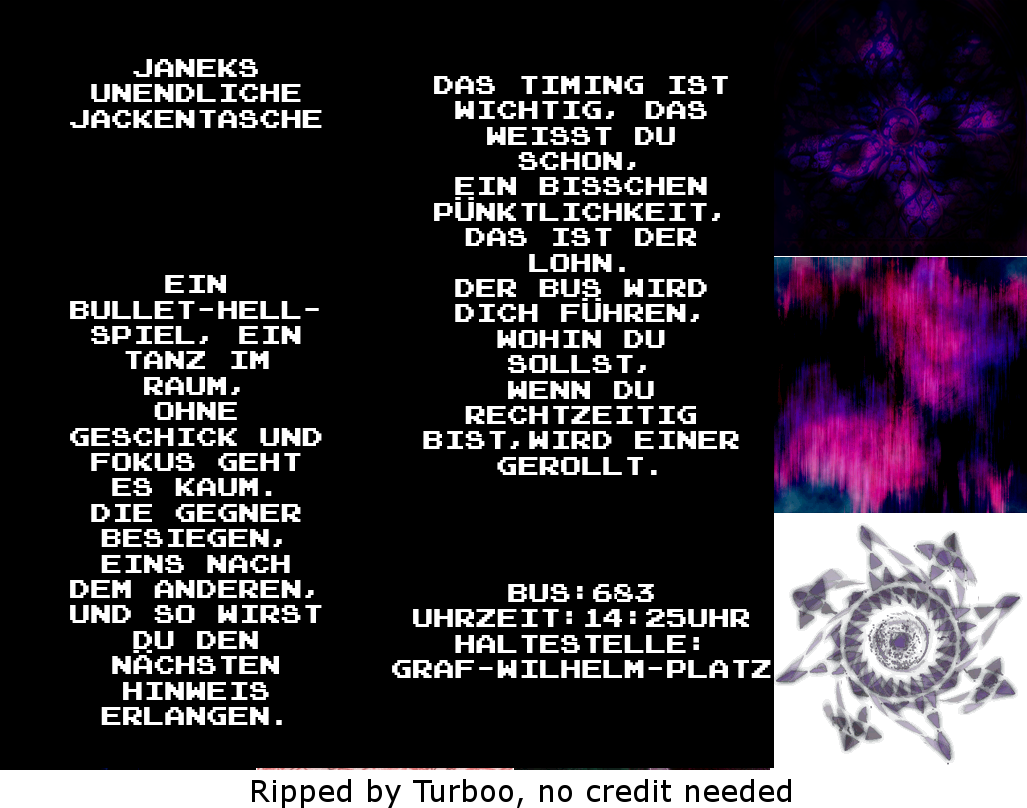 JANEKS
UNENDLICHE
JACKENTASCHE
EIN
BULLET-HELL-
SPIEL, EIN
TANZ IM
RAUM,
OHNE
GESCHICK UND
FOKUS GEHT
ES KAUM.
DIE GEGNER
BESIEGEN,
EINS NACH
DEM ANDEREN,
UND SO WIRST
DU DEN
NÄCHSTEN
HINWEIS
ERLANGEN.
DAS TIMING IST
WICHTIG, DAS
WEISST DU
SCHON,
EIN BISSCHEN
PÜNKTLICHKEIT,
DAS IST DER
LOHN.
DER BUS WIRD
DICH FÜHREN,
WOHIN DU
SOLLST,
WENN DU
RECHTZEITIG
BIST,WIRD EINER
GEROLLT.
BUS:683
UHRZEIT:14:25UHR
HALTESTELLE:
GRAF-WILHELM-PLATZ
Ripped by Turboo, no credit needed